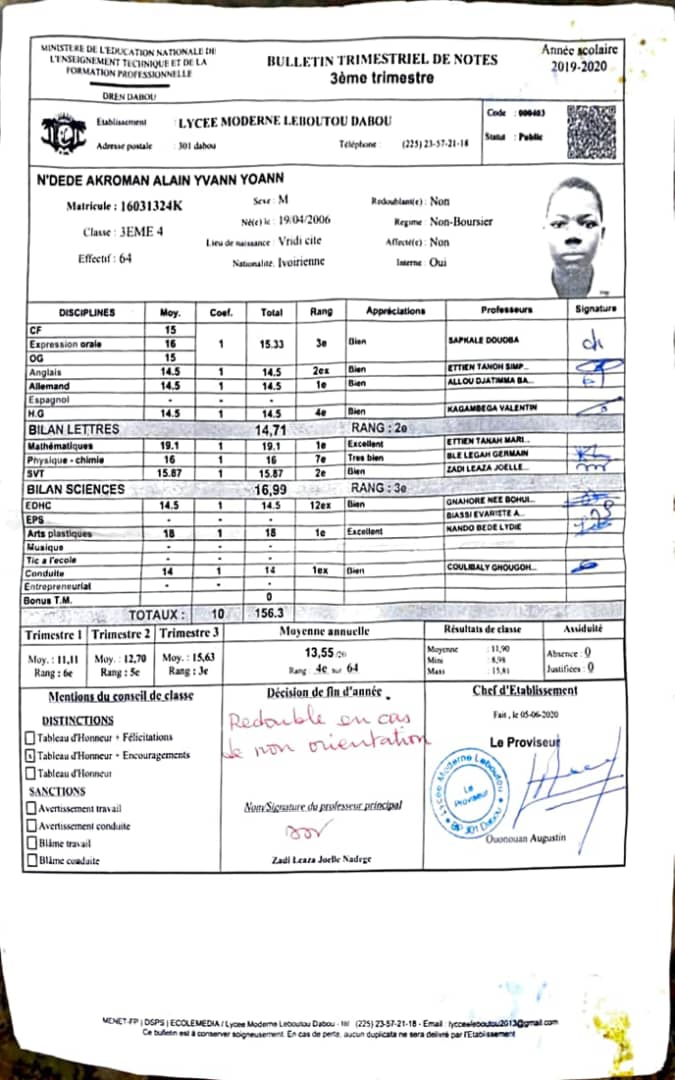 MINISTERE DE L'EDUCATION NATIONALE DE
L'ENSEIGNEMENT TECHNIQUE ET DE LA
FORMATION PROFESSIONNELLE
DREN DABOU
BULLETIN TRIMESTRIEL DE NOTES
3ème trimestre
Année scolaire
2019-2020
Etablissement : LYCEE MODERNE LEBOUTOU DABOU
Adresse postale : 301 dabou Téléphone : (225) 23-57-21-18
Code : 000403
Statut : Public
N'DEDE AKROMAN ALAIN YVANN YOANN
Matricule : 16031324K
Classe : 3EME 4
Effectif : 64
Sexe : M
Né(e) le : 19/04/2006
Lieu de naissance : Vridi cite
Nationalité. Ivoirienne
Redoublant(e) : Non
Regime : Non-Boursier
Affecté(e) : Non
Interne : Oui
DISCIPLINES Moy. Coef. Total Rang Appréciations Professeurs Signature
CF 15
Expression orale 16 1 15.33 3e Bien SAPKALE DOUOBA
OG 15
Anglais 14.5 1 14.5 2ex Bien ETTIEN TANOH SIMP...
Allemand 14.5 1 14.5 1e Bien ALLOU DJATIMMA BA...
Espagnol - - -
H.G 14.5 1 14.5 4e Bien KAGAMBEGA VALENTIN
BILAN LETTRES 14,71 RANG : 2e
Mathématiques 19.1 1 19.1 1e Excellent ETTIEN TANAH MARI...
Physique - chimie 16 1 16 7e Tres bien BLE LEGAH GERMAIN
SVT 15.87 1 15.87 2e Bien ZADI LEAZA JOELLE...
BILAN SCIENCES 16,99 RANG : 3e
EDHC 14.5 1 14.5 12ex Bien GNAHORE NEE BOHUI...
EPS - - - BIASSI EVARISTE A...
Arts plastiques 18 1 18 1e Excellent NANDO BEDE LYDIE
Musique - - -
Tic a l'ecole - - -
Conduite 14 1 14 1ex Bien COULIBALY GHOUGOH...
Entrepreneurial - -
Bonus T.M. 0
TOTAUX : 10 156.3
Trimestre 1 Trimestre 2 Trimestre 3
Moy. : 11,11 Moy. : 12,70 Moy. : 15,63
Rang : 6e Rang : 5e Rang : 3e
Moyenne annuelle
13,55 /20
Rang : 4e sur 64
Résultats de classe
Moyenne : 11,90
Mini
Maxi
Assiduité
Absence : 0
Justifiées : 0
Mentions du conseil de classe
DISTINCTIONS
Tableau d'Honneur + Félicitations
Tableau d'Honneur + Encouragements
Tableau d'Honneur
SANCTIONS
Avertissement travail
Avertissement conduite
Blâme travail
Blâme conduite
Décision de fin d'année
Redouble en cas
de non orientation
Nom/Signature du professeur principal
Zadi Leaza Joelle Nadege
Chef d'Etablissement
Fait , le 05-06-2020
Le Proviseur
Lycée Moderne Leboutou
Le
Proviseur
BP 301 Dabou
Ouonouan Augustin
MENET-FP | DSPS | ECOLEMEDIA / Lycee Moderne Leboutou Dabou - tél (225) 23-57-21-18 - Email : lyceeleboutou2013@gmail.com
Ce bulletin est à conserver soigneusement. En cas de perte, aucun duplicata ne sera délivré par l'Etablissement